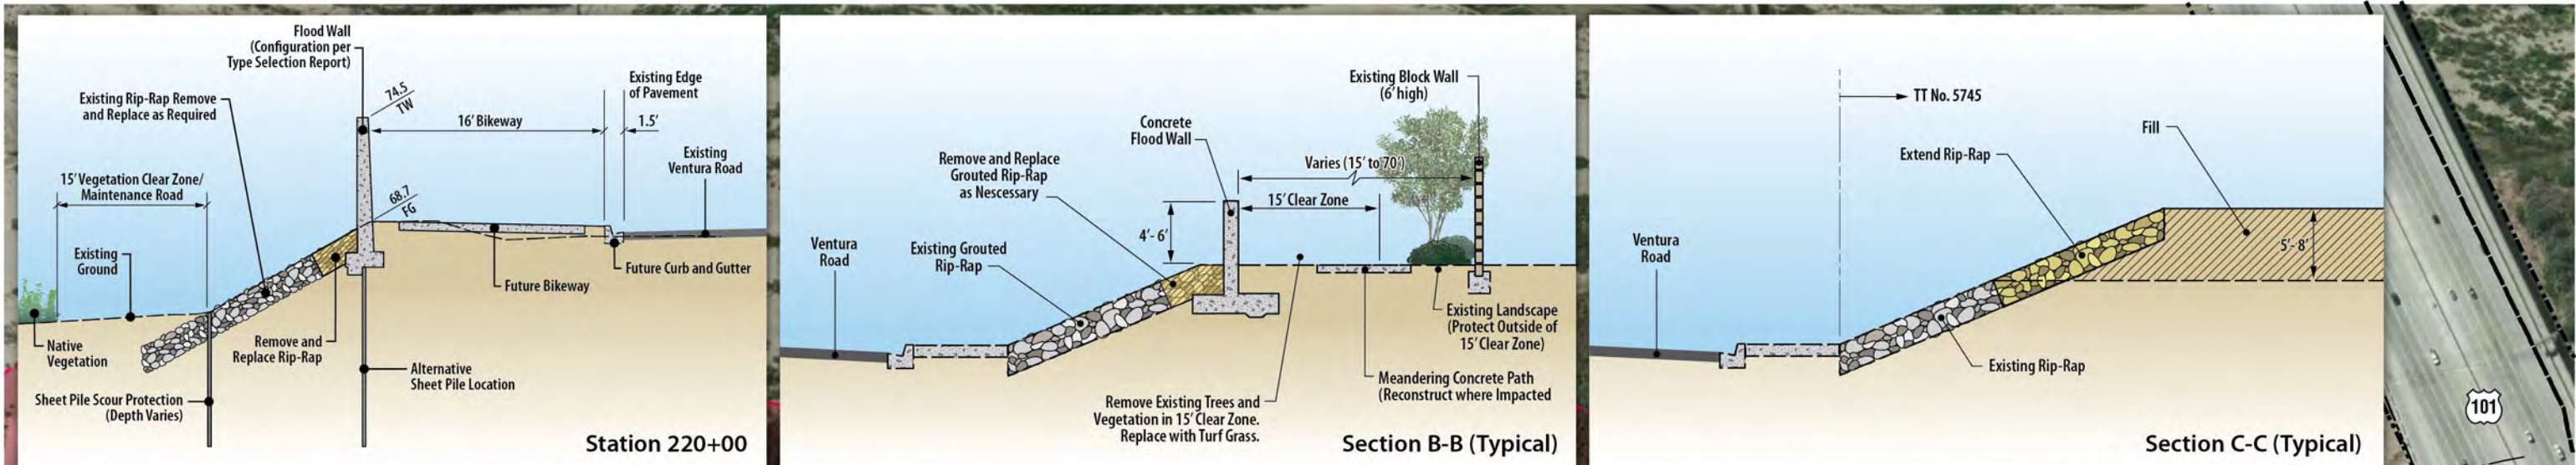 Flood Wall
(Configuration per
Type Selection Report)
74.5
TW
Existing Edge
of Pavement
Existing Rip-Rap Remove
and Replace as Required
16' Bikeway
1.5'
Existing
Ventura Road
15' Vegetation Clear Zone/
Maintenance Road
68.7
FG
Existing
Ground
Future Curb and Gutter
Future Bikeway
Native
Vegetation
Remove and
Replace Rip-Rap
Alternative
Sheet Pile Location
Sheet Pile Scour Protection
(Depth Varies)
Station 220+00
Existing Block Wall
(6' high)
Concrete
Flood Wall
Remove and Replace
Grouted Rip-Rap
as Nescessary
Varies (15' to 70')
15' Clear Zone
4'- 6'
Ventura
Road
Existing Grouted
Rip-Rap
Existing Landscape
(Protect Outside of
15' Clear Zone)
Meandering Concrete Path
(Reconstruct where Impacted
Remove Existing Trees and
Vegetation in 15' Clear Zone.
Replace with Turf Grass.
Section B-B (Typical)
TT No. 5745
Fill
Extend Rip-Rap
Ventura
Road
5'- 8'
Existing Rip-Rap
Section C-C (Typical)
101